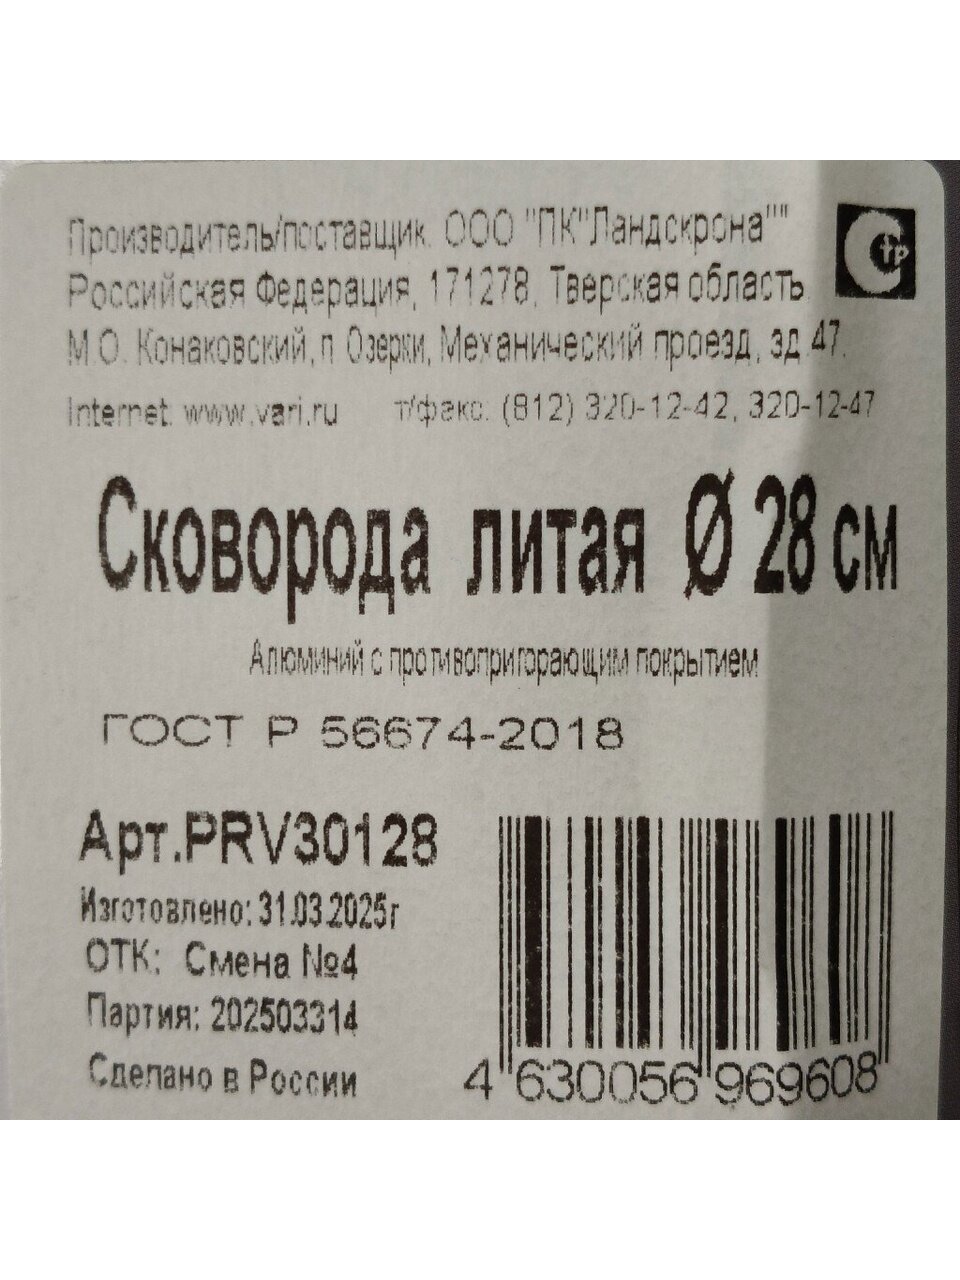 Производитель/поставщик: ООО "ПК"Ландскрона""
Российская Федерация, 171278, Тверская область
М.О. Конаковский, п. Озерки, Механический проезд, зд.47.
Internet: www.vari.ru т/факс: (812) 320-12-42, 320-12-47
Сковорода литая Ø 28 см
Алюминий с противопригорающим покрытием
ГОСТ Р 56674-2018
Арт.PRV30128
Изготовлено: 31.03.2025г
ОТК: Смена №4
Партия: 202503314
Сделано в России
4 630056 969608